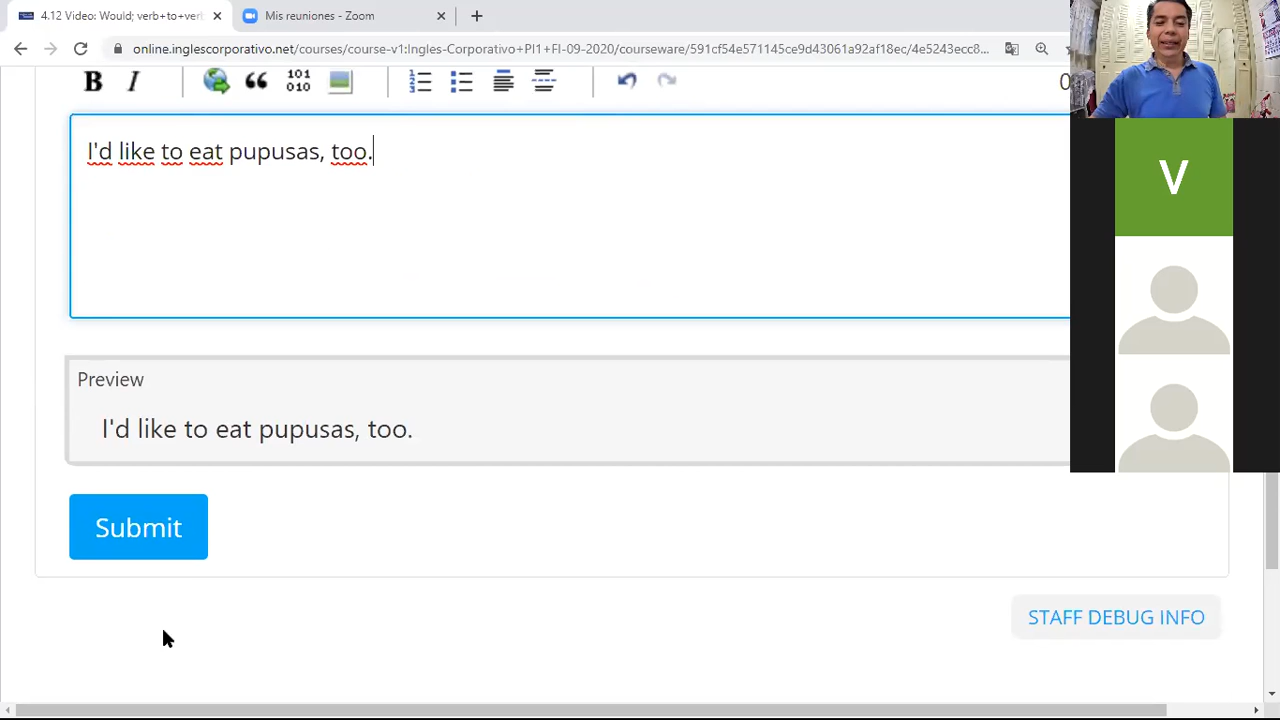 4.12 Video: Would; verb+to+verb
Mis reuniones - Zoom
online.inglescorporativo.net/courses/course-v1:Ingles-Corporativo+PI1+FI-09-2020/courseware/591cf54e571145ce9d43061a92af18ec/4e5243ecc8...
B I
101
010
I'd like to eat pupusas, too.
V
Preview
I'd like to eat pupusas, too.
Submit
STAFF DEBUG INFO